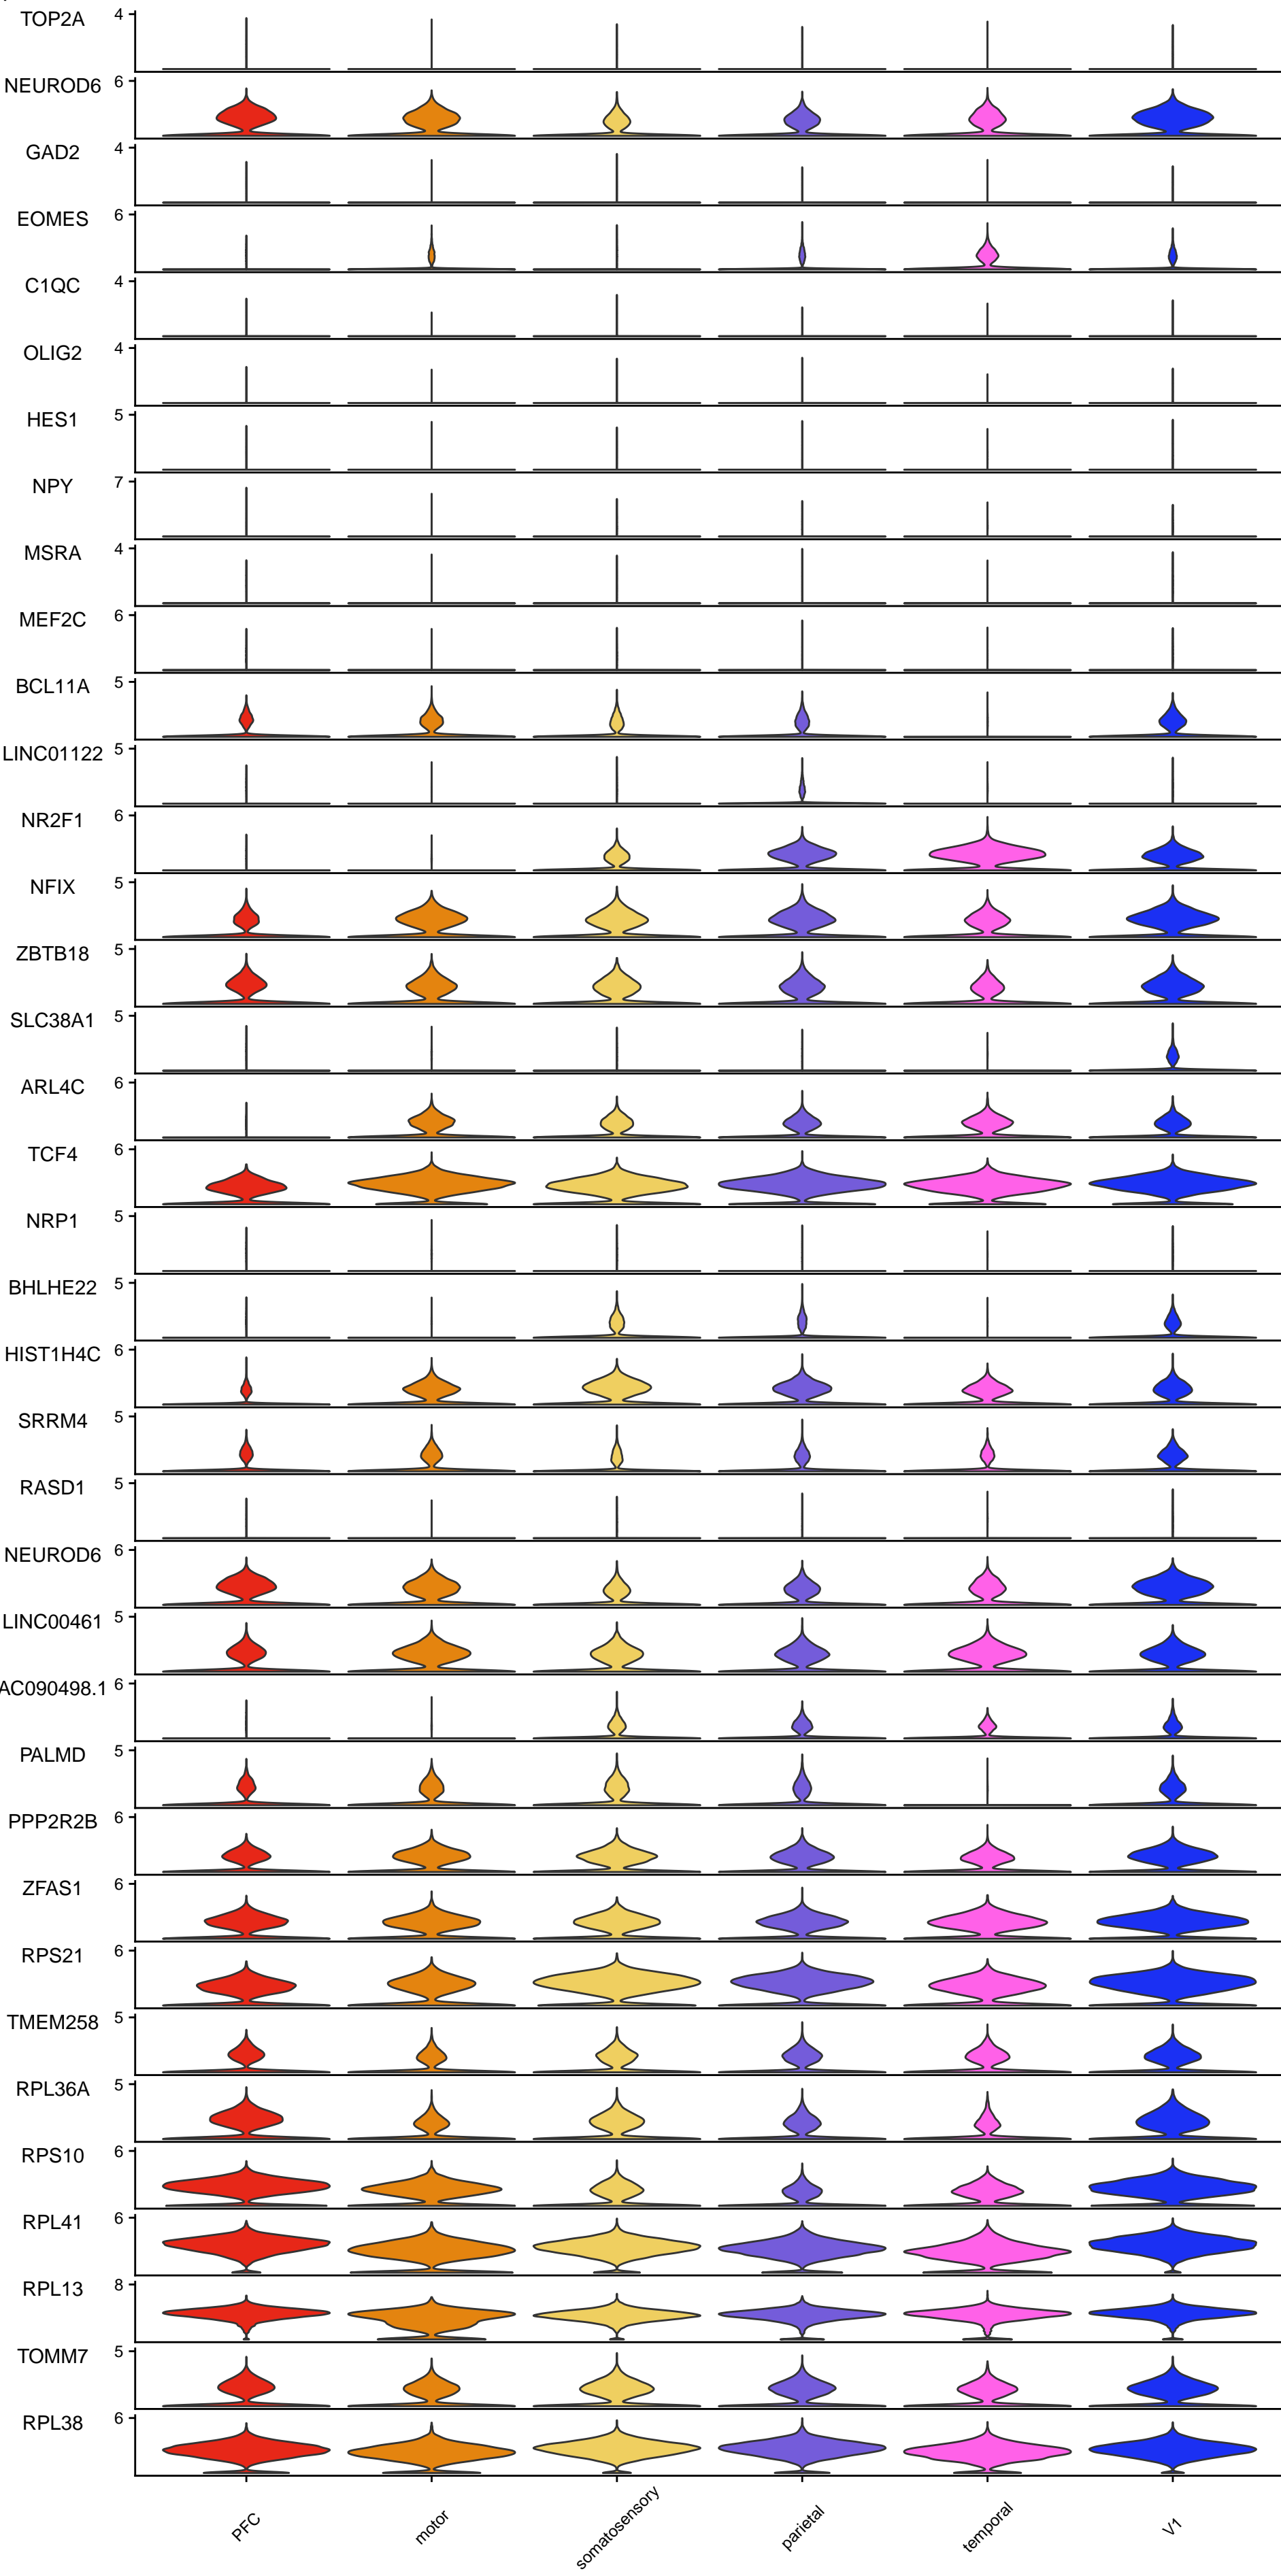 TOP2A 4
NEUROD6 6
GAD2 4
EOMES 6
C1QC 4
OLIG2 4
HES1 5
NPY 7
MSRA 4
MEF2C 6
BCL11A 5
LINC01122 5
NR2F1 6
NFIX 5
ZBTB18 5
SLC38A1 5
ARL4C 6
TCF4 6
NRP1 5
BHLHE22 5
HIST1H4C 6
SRRM4 5
RASD1 5
NEUROD6 6
LINC00461 5
AC090498.1 6
PALMD 5
PPP2R2B 6
ZFAS1 6
RPS21 6
TMEM258 5
RPL36A 5
RPS10 6
RPL41 6
RPL13 8
TOMM7 5
RPL38 6
PFC motor somatosensory parietal temporal V1